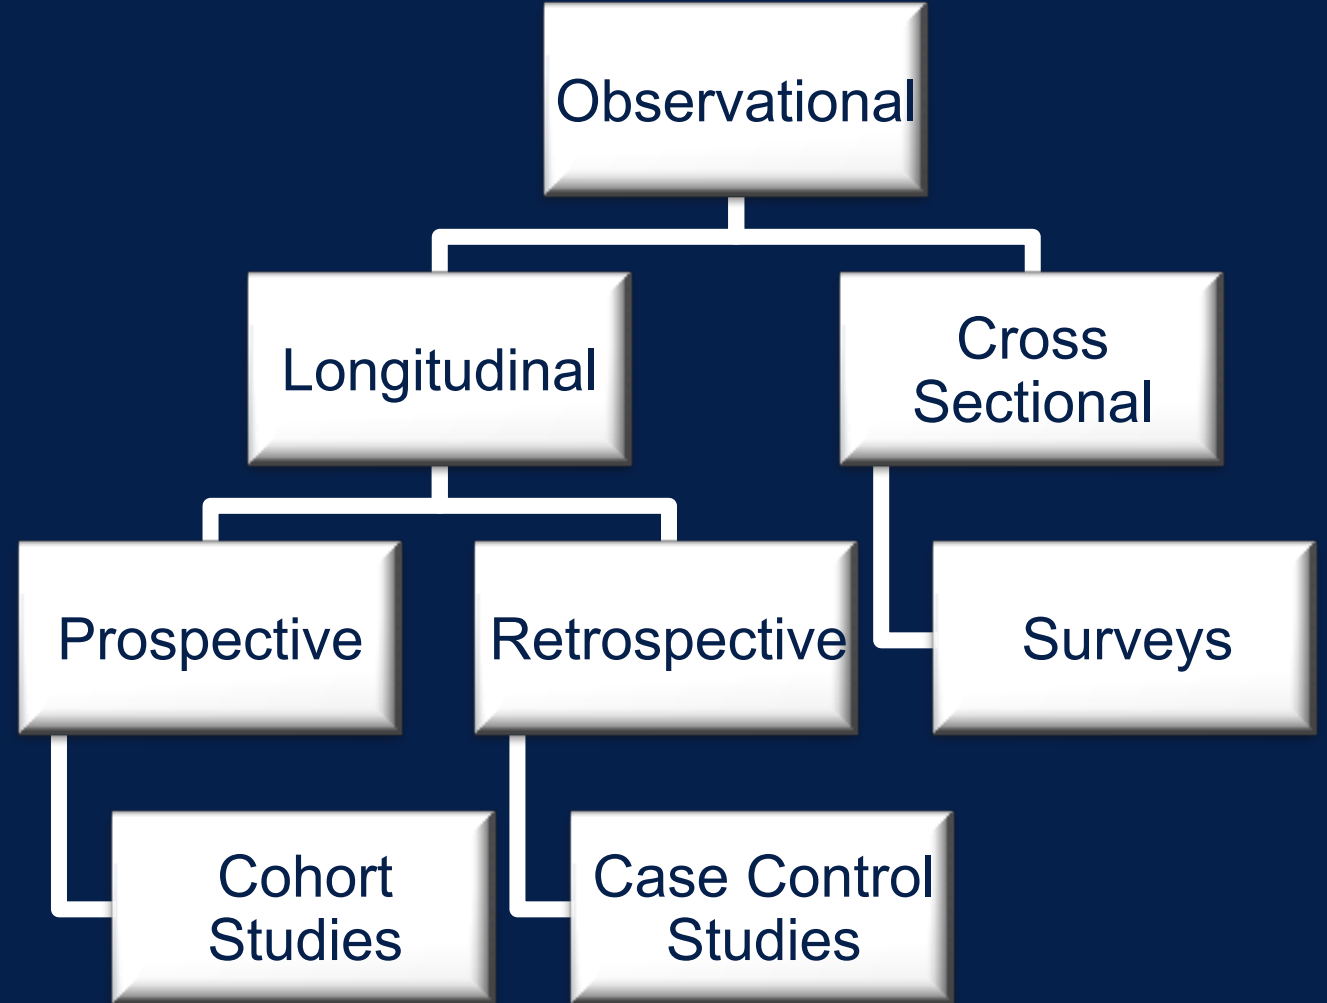 Observational
Longitudinal
Cross
Sectional
Prospective
Retrospective
Surveys
Cohort
Studies
Case Control
Studies